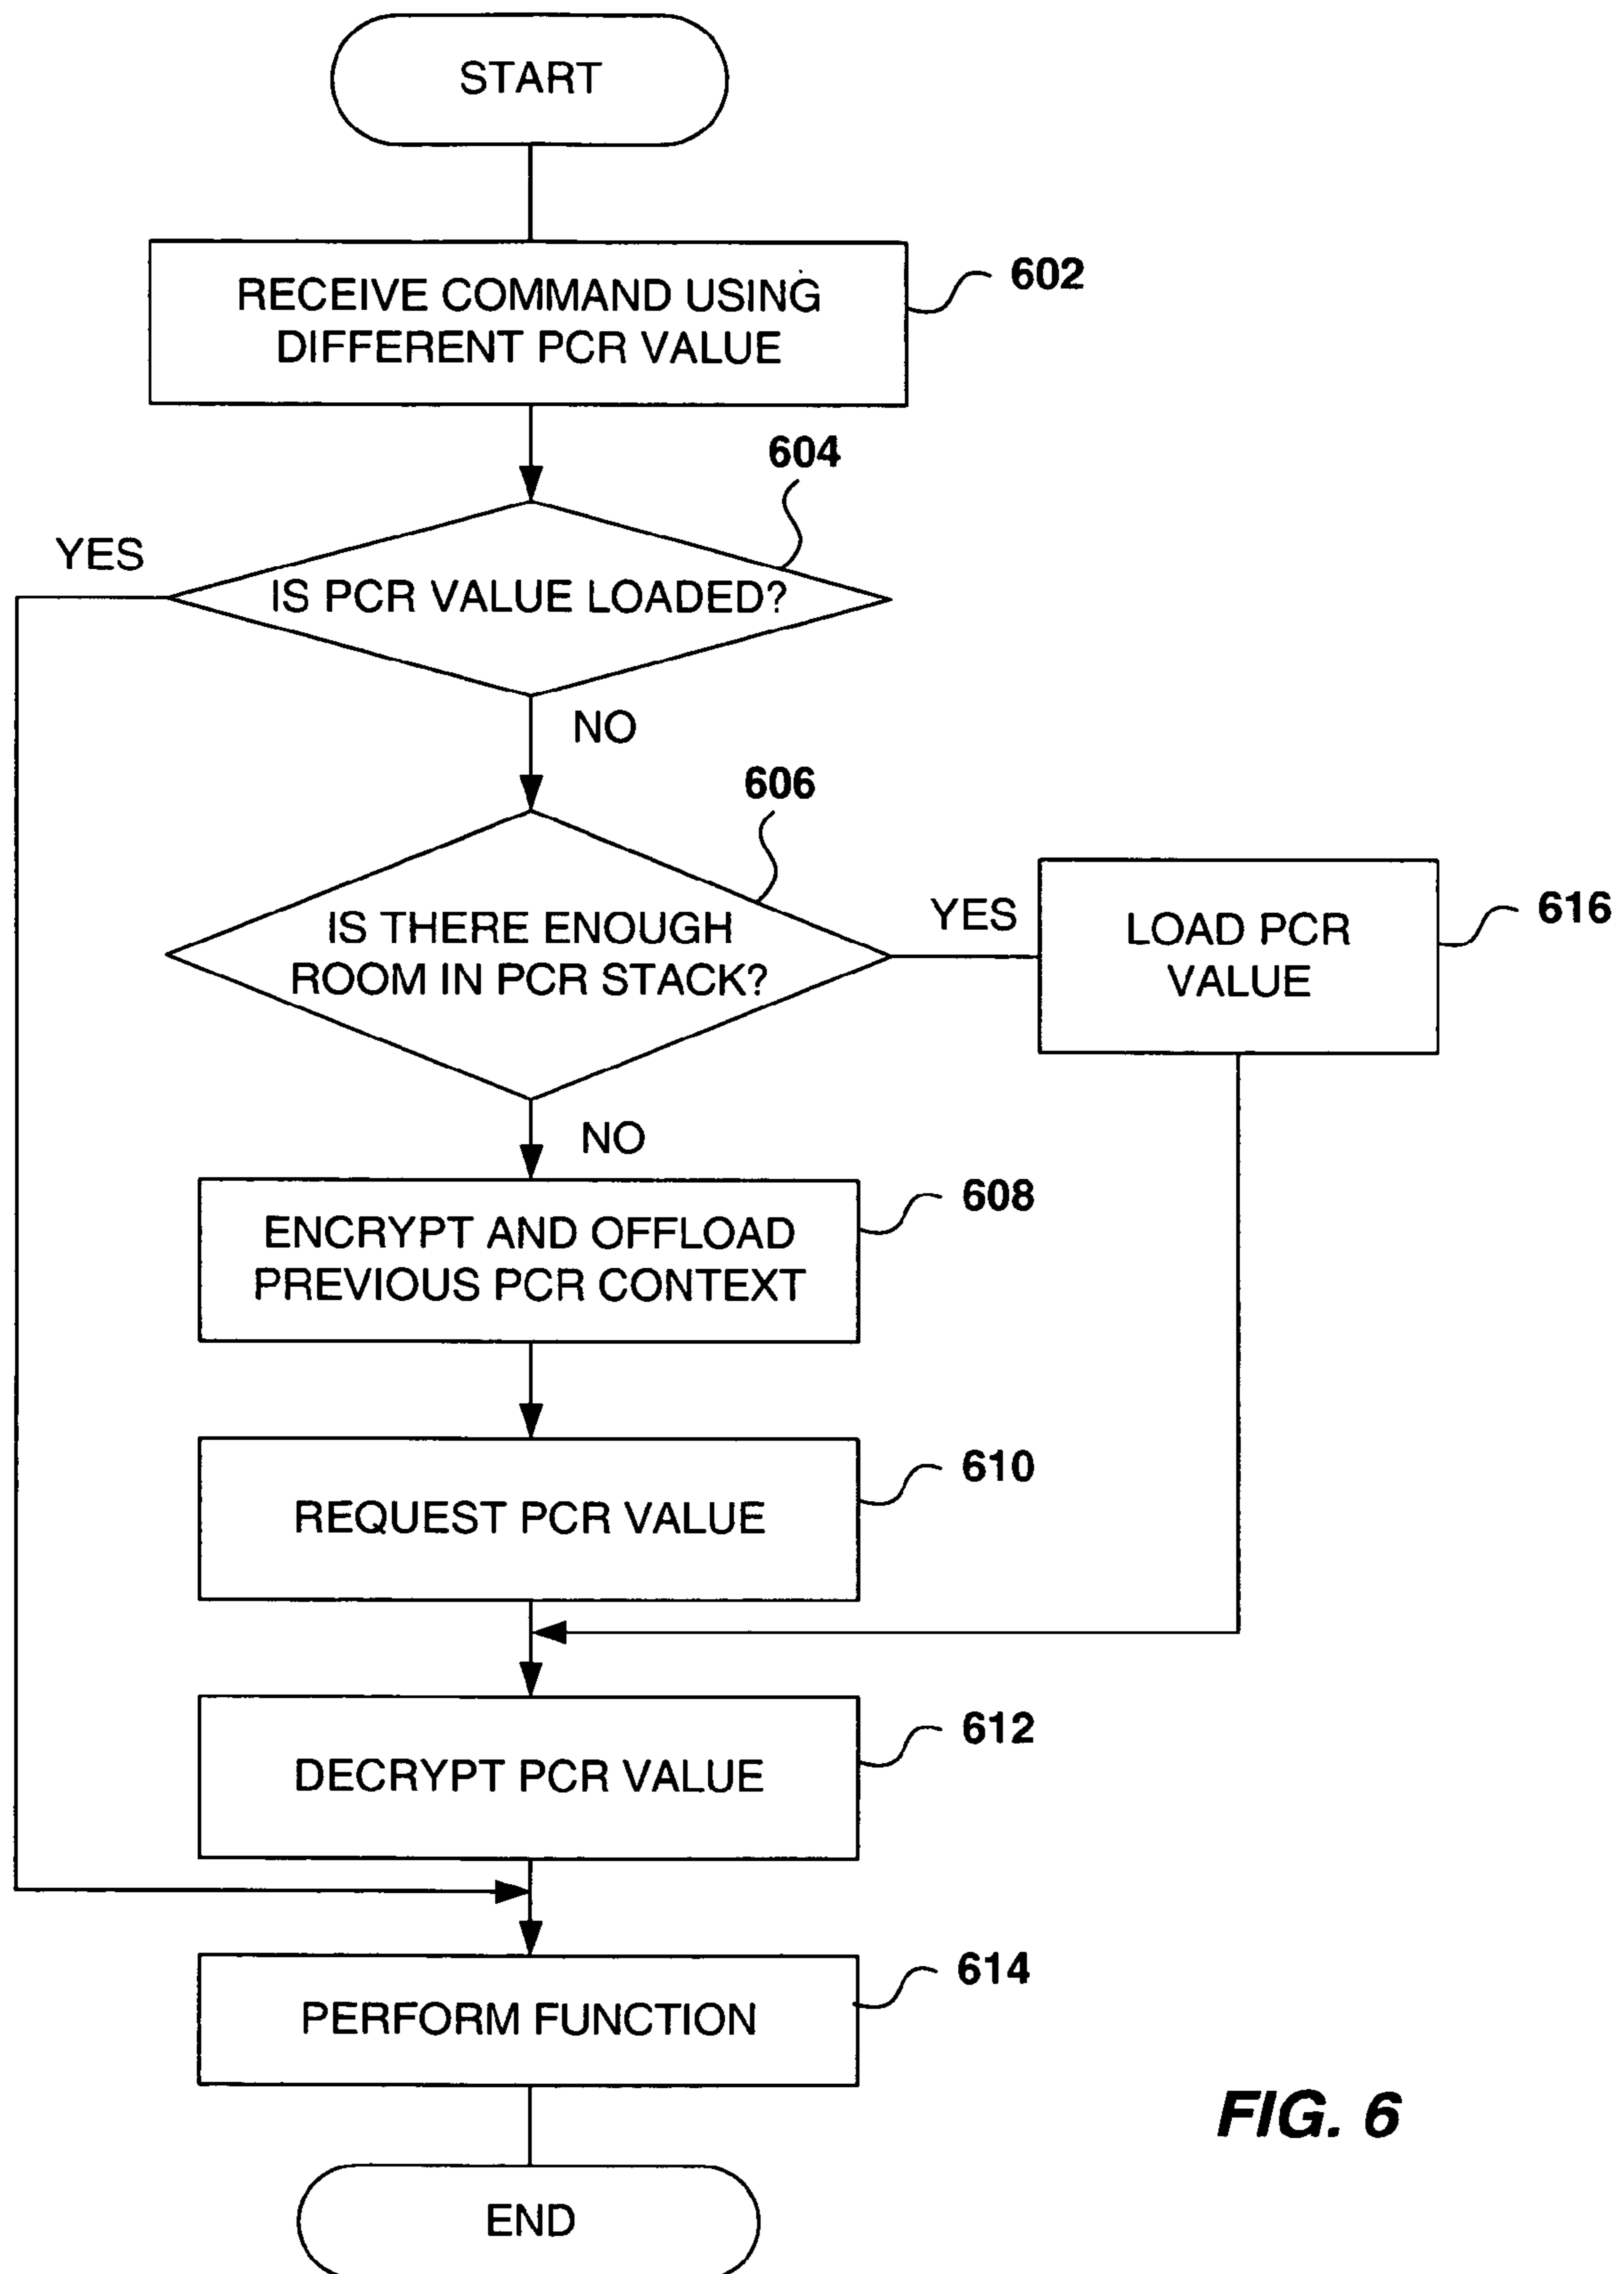 START
RECEIVE COMMAND USING
DIFFERENT PCR VALUE
602
604
YES
IS PCR VALUE LOADED?
NO
606
IS THERE ENOUGH
ROOM IN PCR STACK?
YES
LOAD PCR
VALUE
616
NO
608
ENCRYPT AND OFFLOAD
PREVIOUS PCR CONTEXT
610
REQUEST PCR VALUE
612
DECRYPT PCR VALUE
614
PERFORM FUNCTION
FIG. 6
END